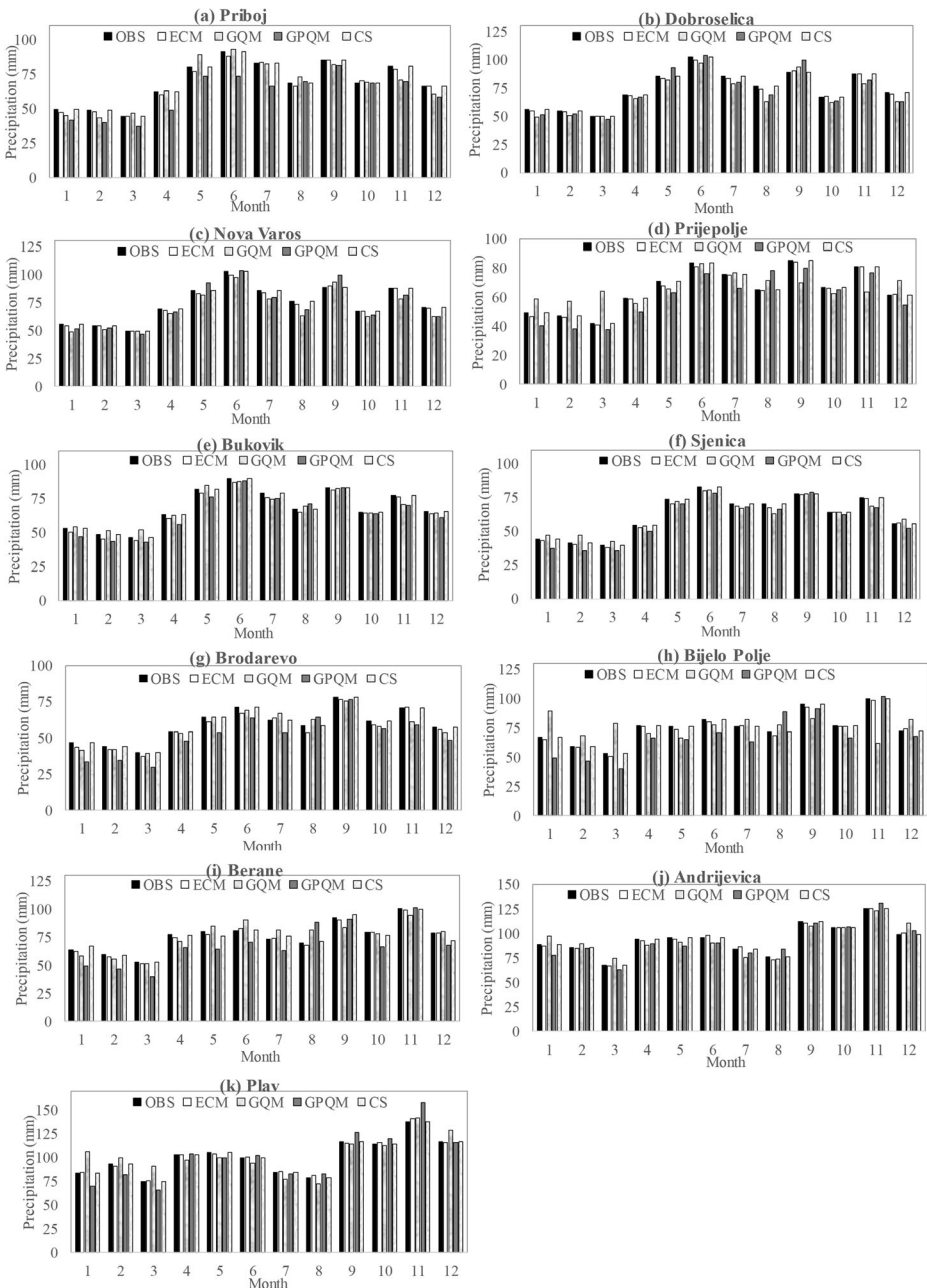 (a) Priboj
OBS ECM GQM GPQM CS
Precipitation (mm)
100
75
50
25
0
1 2 3 4 5 6 7 8 9 10 11 12
Month
(b) Dobroselica
OBS ECM GQM GPQM CS
Precipitation (mm)
125
100
75
50
25
0
1 2 3 4 5 6 7 8 9 10 11 12
Month
(c) Nova Varos
OBS ECM GQM GPQM CS
Precipitation (mm)
125
100
75
50
25
0
1 2 3 4 5 6 7 8 9 10 11 12
Month
(d) Prijepolje
OBS ECM GQM GPQM CS
Precipitation (mm)
100
80
60
40
20
0
1 2 3 4 5 6 7 8 9 10 11 12
Month
(e) Bukovik
OBS ECM GQM GPQM CS
Precipitation (mm)
100
75
50
25
0
1 2 3 4 5 6 7 8 9 10 11 12
Month
(f) Sjenica
OBS ECM GQM GPQM CS
Precipitation (mm)
100
75
50
25
0
1 2 3 4 5 6 7 8 9 10 11 12
Month
(g) Brodarevo
OBS ECM GQM GPQM CS
Precipitation (mm)
100
75
50
25
0
1 2 3 4 5 6 7 8 9 10 11 12
Month
(h) Bijelo Polje
OBS ECM GQM GPQM CS
Precipitation (mm)
125
100
75
50
25
0
1 2 3 4 5 6 7 8 9 10 11 12
Month
(i) Berane
OBS ECM GQM GPQM CS
Precipitation (mm)
125
100
75
50
25
0
1 2 3 4 5 6 7 8 9 10 11 12
Month
(j) Andrijevica
OBS ECM GQM GPQM CS
Precipitation (mm)
150
125
100
75
50
25
0
1 2 3 4 5 6 7 8 9 10 11 12
Month
(k) Plav
OBS ECM GQM GPQM CS
Precipitation (mm)
150
125
100
75
50
25
0
1 2 3 4 5 6 7 8 9 10 11 12
Month